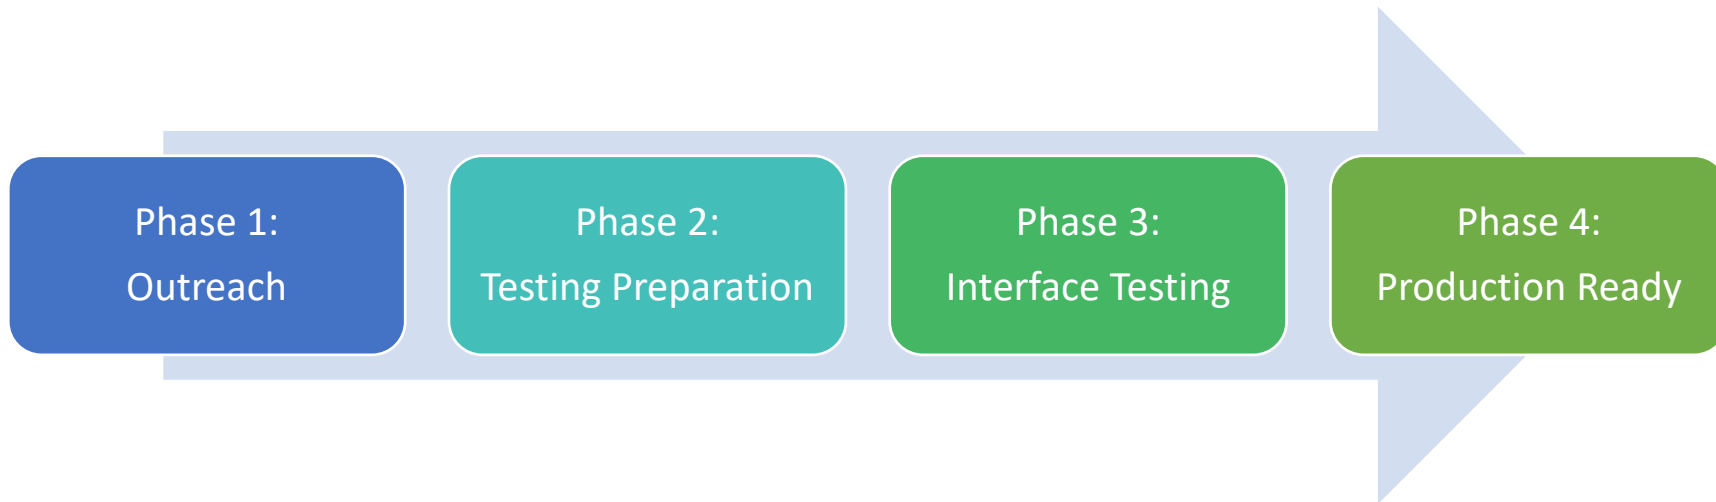 Phase 1:
Outreach
Phase 2:
Testing Preparation
Phase 3:
Interface Testing
Phase 4:
Production Ready